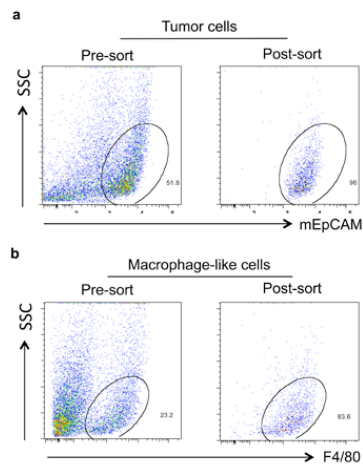 a
Tumor cells
Pre-sort
Post-sort
SSC
51.8
96
mEpCAM
b
Macrophage-like cells
Pre-sort
Post-sort
SSC
23.2
83.6
F4/80